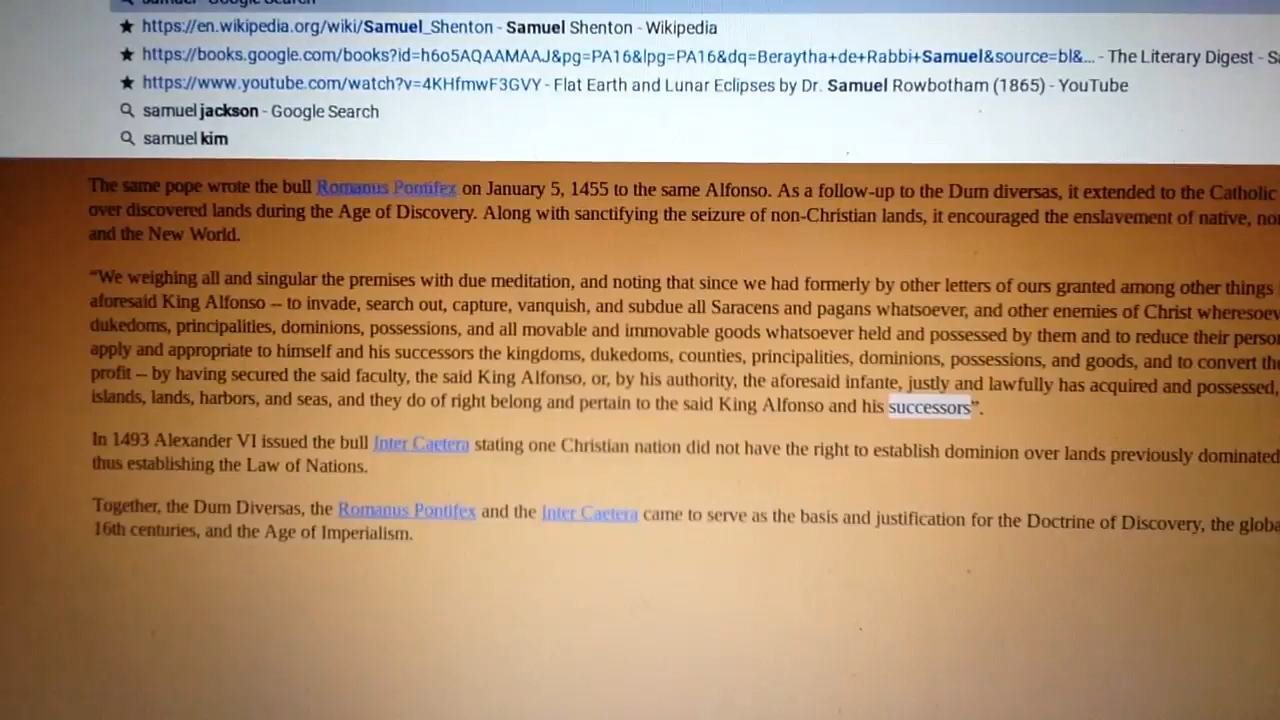 https://en.wikipedia.org/wiki/Samuel_Shenton - Samuel Shenton - Wikipedia
https://books.google.com/books?id=h6o5AQAAMAAJ&pg=PA16&lpg=PA16&dq=Beraytha+de+Rabbi+Samuel&source=bl&... - The Literary Digest -
https://www.youtube.com/watch?v=4KHfmwF3GVY - Flat Earth and Lunar Eclipses by Dr. Samuel Rowbotham (1865) - YouTube
samuel jackson - Google Search
samuel kim
The same pope wrote the bull Romanus Pontifex on January 5, 1455 to the same Alfonso. As a follow-up to the Dum diversas, it extended to the Catholic
over discovered lands during the Age of Discovery. Along with sanctifying the seizure of non-Christian lands, it encouraged the enslavement of native,
and the New World.
“We weighing all and singular the premises with due meditation, and noting that since we had formerly by other letters of ours granted among other things
aforesaid King Alfonso – to invade, search out, capture, vanquish, and subdue all Saracens and pagans whatsoever, and other enemies of Christ
dukedoms, principalities, dominions, possessions, and all movable and immovable goods whatsoever held and possessed by them and to reduce their
apply and appropriate to himself and his successors the kingdoms, dukedoms, counties, principalities, dominions, possessions, and goods, and to convert
profit – by having secured the said faculty, the said King Alfonso, or, by his authority, the aforesaid infante, justly and lawfully has acquired and possessed,
islands, lands, harbors, and seas, and they do of right belong and pertain to the said King Alfonso and his successors”.
In 1493 Alexander VI issued the bull Inter Caetera stating one Christian nation did not have the right to establish dominion over lands previously dominated
thus establishing the Law of Nations.
Together, the Dum Diversas, the Romanus Pontifex and the Inter Caetera came to serve as the basis and justification for the Doctrine of Discovery, the
16th centuries, and the Age of Imperialism.